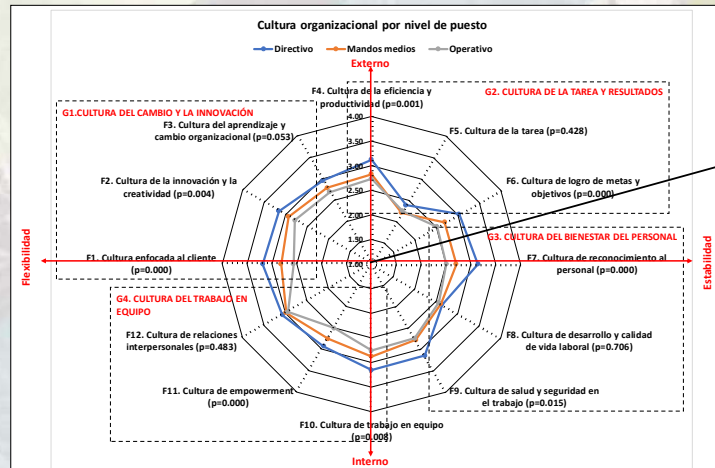 Cultura organizacional por nivel de puesto
Directivo
Mandos medios
Operativo
Externo
F4. Cultura de la eficiencia y
productividad (p=0.001)
G2. CULTURA DE LA TAREA Y RESULTADOS
G1.CULTURA DEL CAMBIO Y LA INNOVACIÓN
F3. Cultura del aprendizaje y
cambio organizacional (p=0.053)
F5. Cultura de la tarea (p=0.428)
F2. Cultura de la innovación y la
creatividad (p=0.004)
F6. Cultura de logro de metas y
objetivos (p=0.000)
4.00
3.50
3.00
2.50
2.00
1.50
1.00
G3. CULTURA DEL BIENESTAR DEL PERSONAL
F1. Cultura enfocada al cliente
(p=0.000)
F7. Cultura de reconocimiento al
personal (p=0.000)
Flexibilidad
Estabilidad
G4. CULTURA DEL TRABAJO EN
EQUIPO
F12. Cultura de relaciones
interpersonales (p=0.483)
F8. Cultura de desarrollo y calidad
de vida laboral (p=0.706)
F11. Cultura de empowerment
(p=0.000)
F9. Cultura de salud y seguridad en
el trabajo (p=0.015)
F10. Cultura de trabajo en equipo
(p=0.008)
Interno